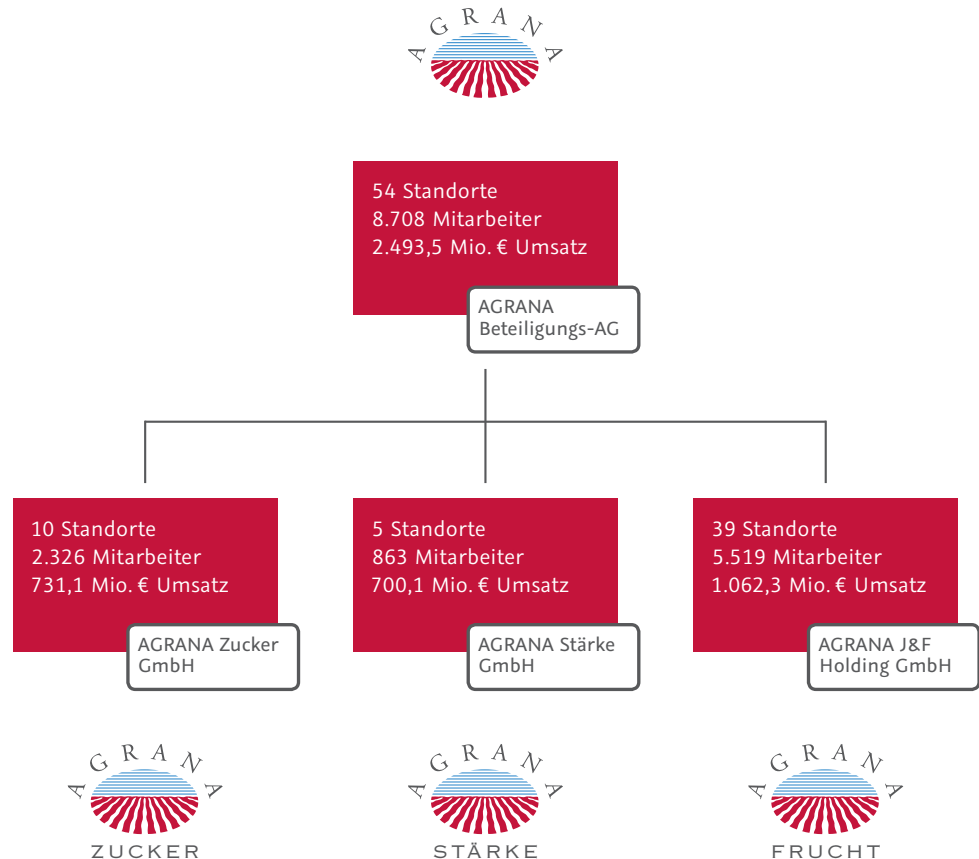 AGRANA
54 Standorte
8.708 Mitarbeiter
2.493,5 Mio. € Umsatz
AGRANA
Beteiligungs-AG
10 Standorte
2.326 Mitarbeiter
731,1 Mio. € Umsatz
AGRANA Zucker
GmbH
5 Standorte
863 Mitarbeiter
700,1 Mio. € Umsatz
AGRANA Stärke
GmbH
39 Standorte
5.519 Mitarbeiter
1.062,3 Mio. € Umsatz
AGRANA J&F
Holding GmbH
AGRANA
ZUCKER
AGRANA
STÄRKE
AGRANA
FRUCHT